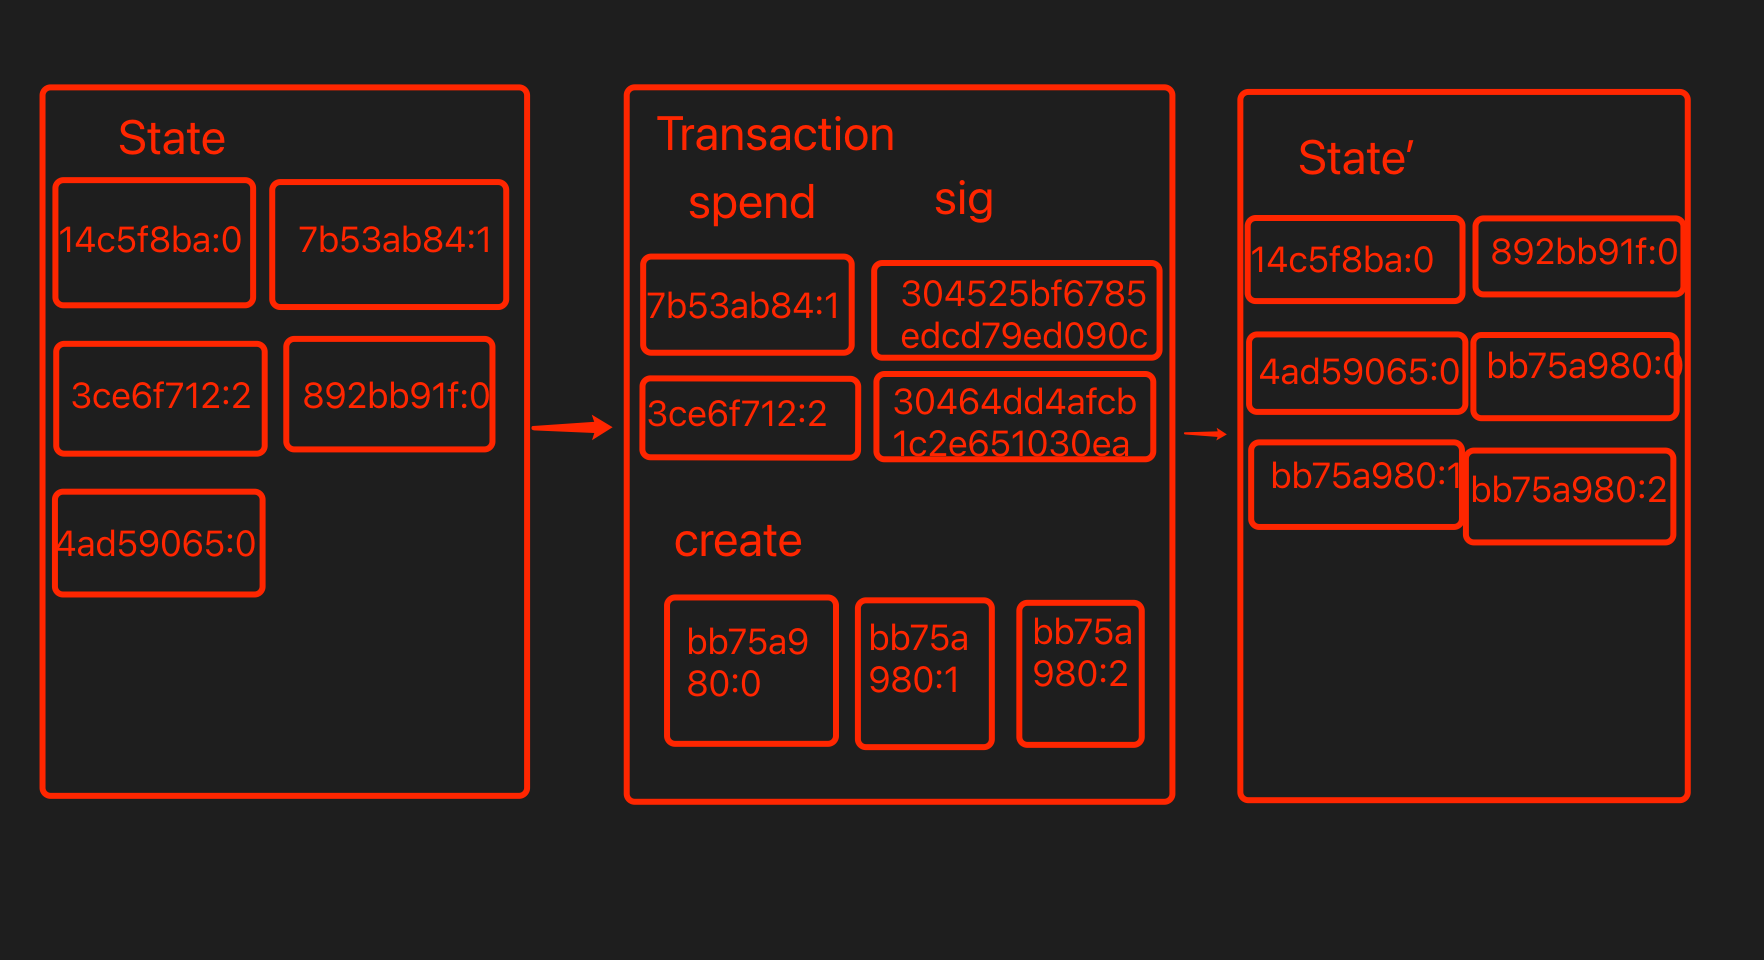 State
14c5f8ba:0
7b53ab84:1
3ce6f712:2
892bb91f:0
4ad59065:0
Transaction
spend
sig
7b53ab84:1
304525bf6785
edcd79ed090c
3ce6f712:2
30464dd4afcb
1c2e651030ea
create
bb75a9
80:0
bb75a
980:1
bb75a
980:2
State’
14c5f8ba:0
892bb91f:0
4ad59065:0
bb75a980:0
bb75a980:1
bb75a980:2